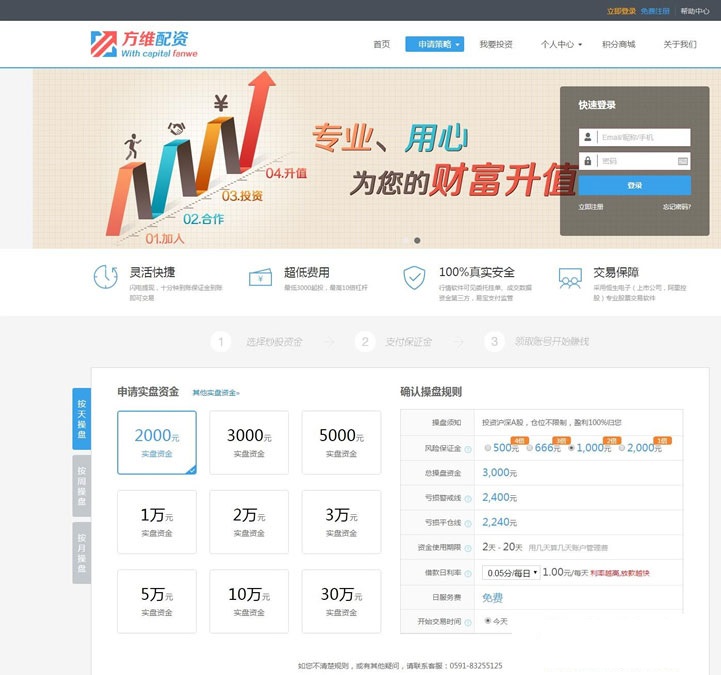 立即登录 免费注册 帮助中心
方维配资
With capital fanwe
首页 申请策略 我要投资 个人中心 积分商城 关于我们
专业、用心
为您的财富升值
01.加入
02.合作
03.投资
04.升值
快速登录
Email/昵称/手机
密码
登录
立即注册 忘记密码?
灵活快捷
闪电提现,十分钟到账保证金到账
即可交易
超低费用
最低3000起投,最高10倍杠杆
100%真实安全
行情软件可见委托挂单、成交数据
资金第三方,易宝支付监管
交易保障
采用恒生电子(上市公司,阿里控
股)专业股票交易软件
1 选择炒股资金 2 支付保证金 3 领取账号开始赚钱
按天操盘
按周操盘
按月操盘
申请实盘资金 其他实盘资金»
2000元
实盘资金
3000元
实盘资金
5000元
实盘资金
1万元
实盘资金
2万元
实盘资金
3万元
实盘资金
5万元
实盘资金
10万元
实盘资金
30万元
实盘资金
确认操盘规则
操盘须知 投资沪深A股,仓位不限制,盈利100%归您
4倍 3倍 2倍 1倍
风险保证金 500元 666元 1,000元 2,000元
总操盘资金 3,000元
亏损警戒线 2,400元
亏损平仓线 2,240元
资金使用期限 2天 - 20天 用几天算几天账户管理费
借款日利率 0.05分/每日 1.00元/每天 利率越高,放款越快
日服务费 免费
开始交易时间 今天
如您不清楚规则,或有其他疑问,请联系客服:0591-83255125